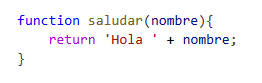 function saludar(nombre){
    return 'Hola ' + nombre;
}